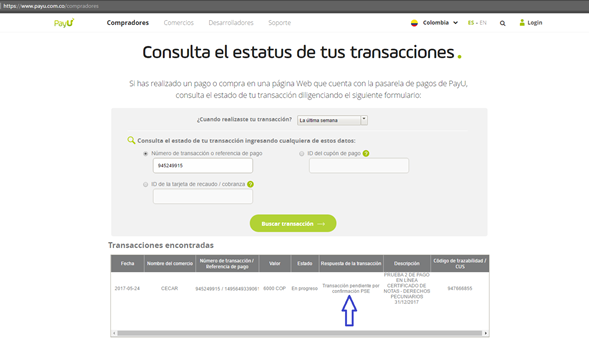 https://www.payu.com.co/compradores
PayU
Compradores
Comercios
Desarrolladores
Soporte
Colombia
ES - EN
Login
Consulta el estatus de tus transacciones.
Si has realizado un pago o compra en una página Web que cuenta con la pasarela de pagos de PayU,
consulta el estado de tu transacción diligenciando el siguiente formulario:
¿Cuando realizaste tu transacción?
La última semana
Consulta el estado de tu transacción ingresando cualquiera de estos datos:
Número de transacción o referencia de pago
ID del cupón de pago ?
945249915
ID de la tarjeta de recaudo / cobranza ?
Buscar transacción
Transacciones encontradas
Fecha
Nombre del comercio
Número de transacción /
Referencia de pago
Valor
Estado
Respuesta de la transacción
Descripción
Código de trazabilidad /
CUS
2017-05-24
CECAR
945249915 /
6000 COP
En progreso
Transacción pendiente por
confirmación PSE
PRUEBA 2 DE PAGO
EN LINEA
CERTIFICADO DE
NOTAS - DERECHOS
PECUNIARIOS
31/12/2017